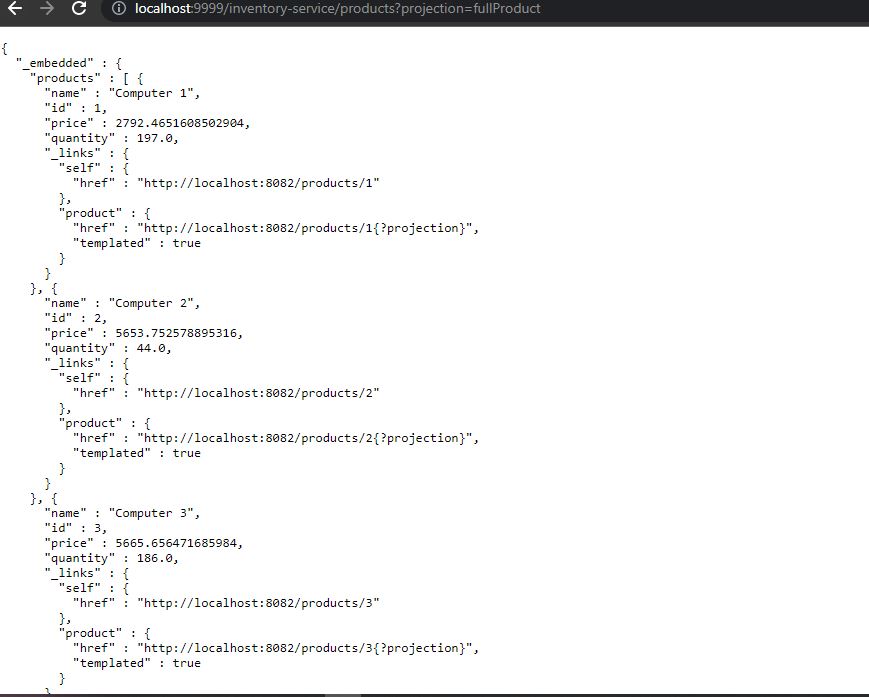 localhost:9999/inventory-service/products?projection=fullProduct
{
  "_embedded" : {
    "products" : [ {
      "name" : "Computer 1",
      "id" : 1,
      "price" : 2792.4651608502904,
      "quantity" : 197.0,
      "_links" : {
        "self" : {
          "href" : "http://localhost:8082/products/1"
        },
        "product" : {
          "href" : "http://localhost:8082/products/1{?projection}",
          "templated" : true
        }
      }
    }, {
      "name" : "Computer 2",
      "id" : 2,
      "price" : 5653.752578895316,
      "quantity" : 44.0,
      "_links" : {
        "self" : {
          "href" : "http://localhost:8082/products/2"
        },
        "product" : {
          "href" : "http://localhost:8082/products/2{?projection}",
          "templated" : true
        }
      }
    }, {
      "name" : "Computer 3",
      "id" : 3,
      "price" : 5665.656471685984,
      "quantity" : 186.0,
      "_links" : {
        "self" : {
          "href" : "http://localhost:8082/products/3"
        },
        "product" : {
          "href" : "http://localhost:8082/products/3{?projection}",
          "templated" : true
        }
      }